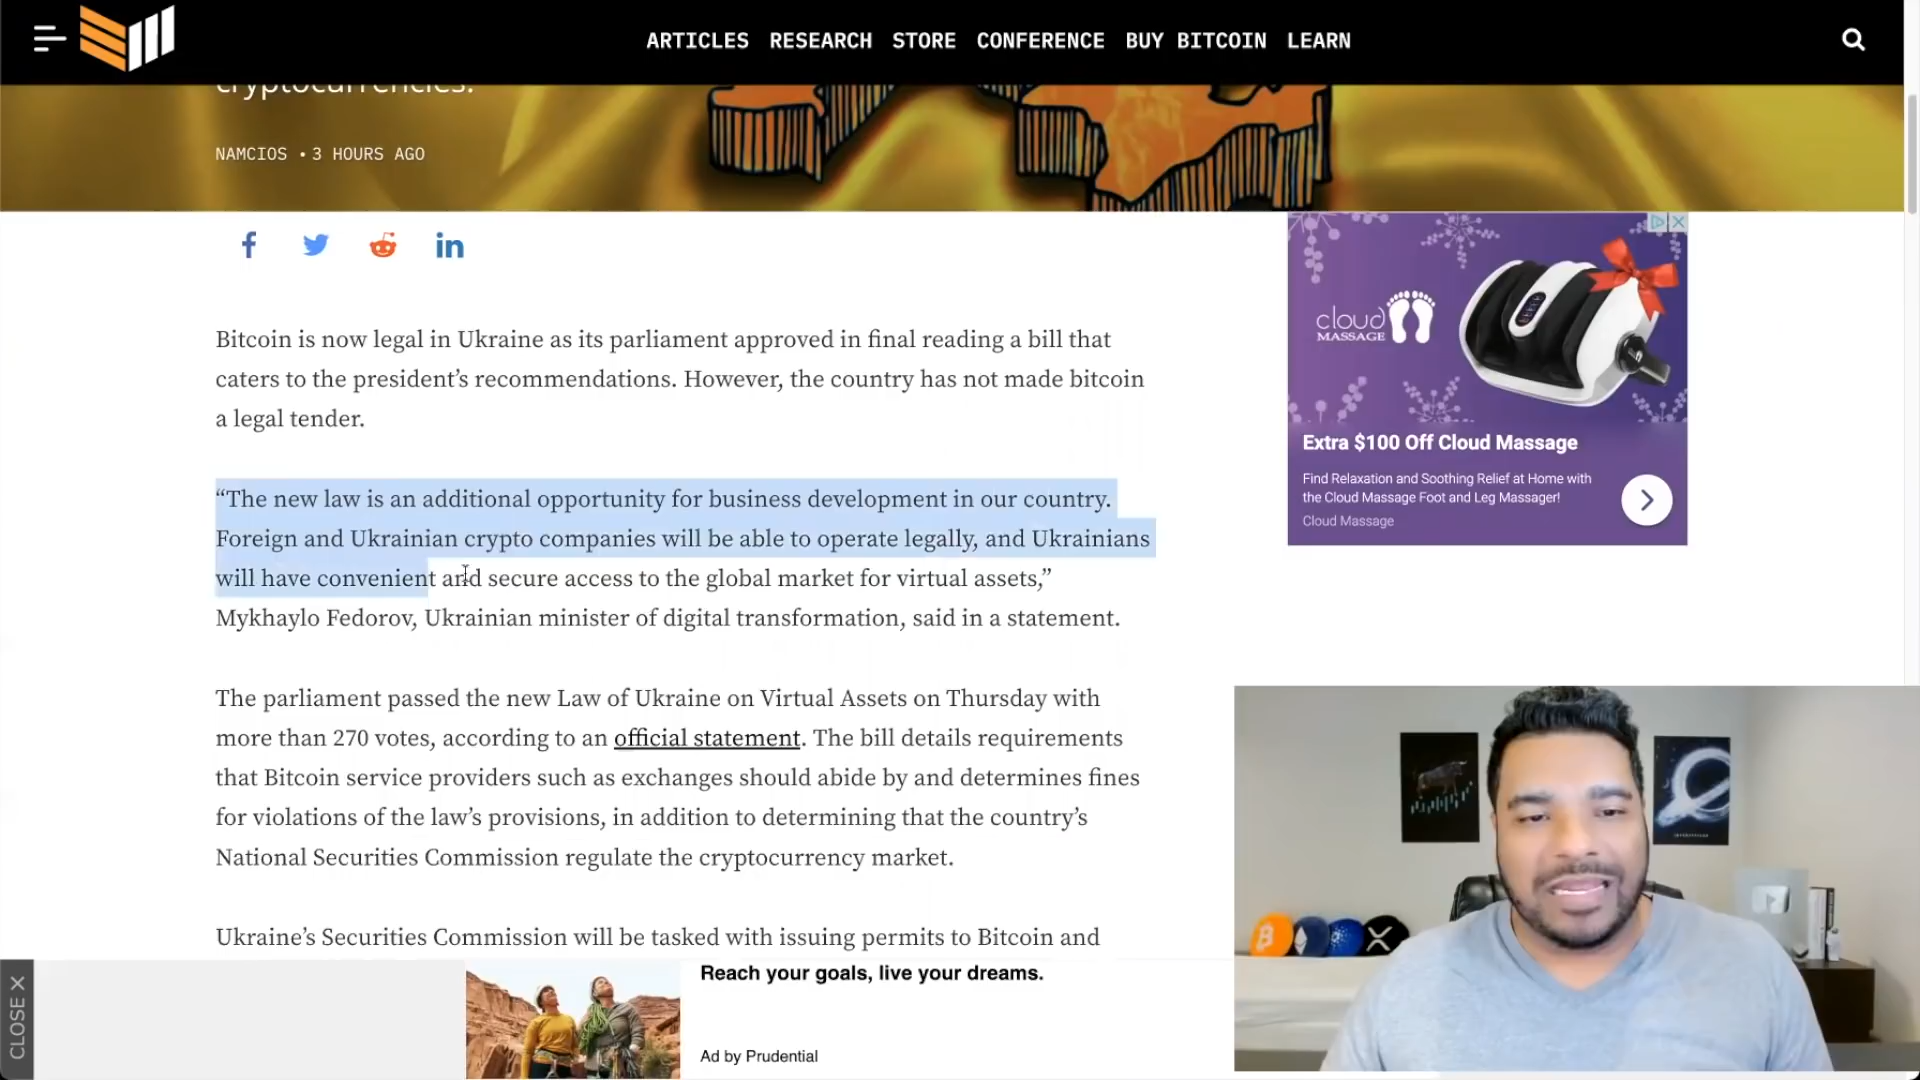 ARTICLES RESEARCH STORE CONFERENCE BUY BITCOIN LEARN
cryptocurrencies.
NAMCIOS • 3 HOURS AGO
Bitcoin is now legal in Ukraine as its parliament approved in final reading a bill that
caters to the president’s recommendations. However, the country has not made bitcoin
a legal tender.
“The new law is an additional opportunity for business development in our country.
Foreign and Ukrainian crypto companies will be able to operate legally, and Ukrainians
will have convenient and secure access to the global market for virtual assets,”
Mykhaylo Fedorov, Ukrainian minister of digital transformation, said in a statement.
The parliament passed the new Law of Ukraine on Virtual Assets on Thursday with
more than 270 votes, according to an official statement. The bill details requirements
that Bitcoin service providers such as exchanges should abide by and determines fines
for violations of the law’s provisions, in addition to determining that the country’s
National Securities Commission regulate the cryptocurrency market.
Ukraine’s Securities Commission will be tasked with issuing permits to Bitcoin and
cloud
MASSAGE
Extra $100 Off Cloud Massage
Find Relaxation and Soothing Relief at Home with
the Cloud Massage Foot and Leg Massager!
Cloud Massage
CLOSE X
Reach your goals, live your dreams.
Ad by Prudential